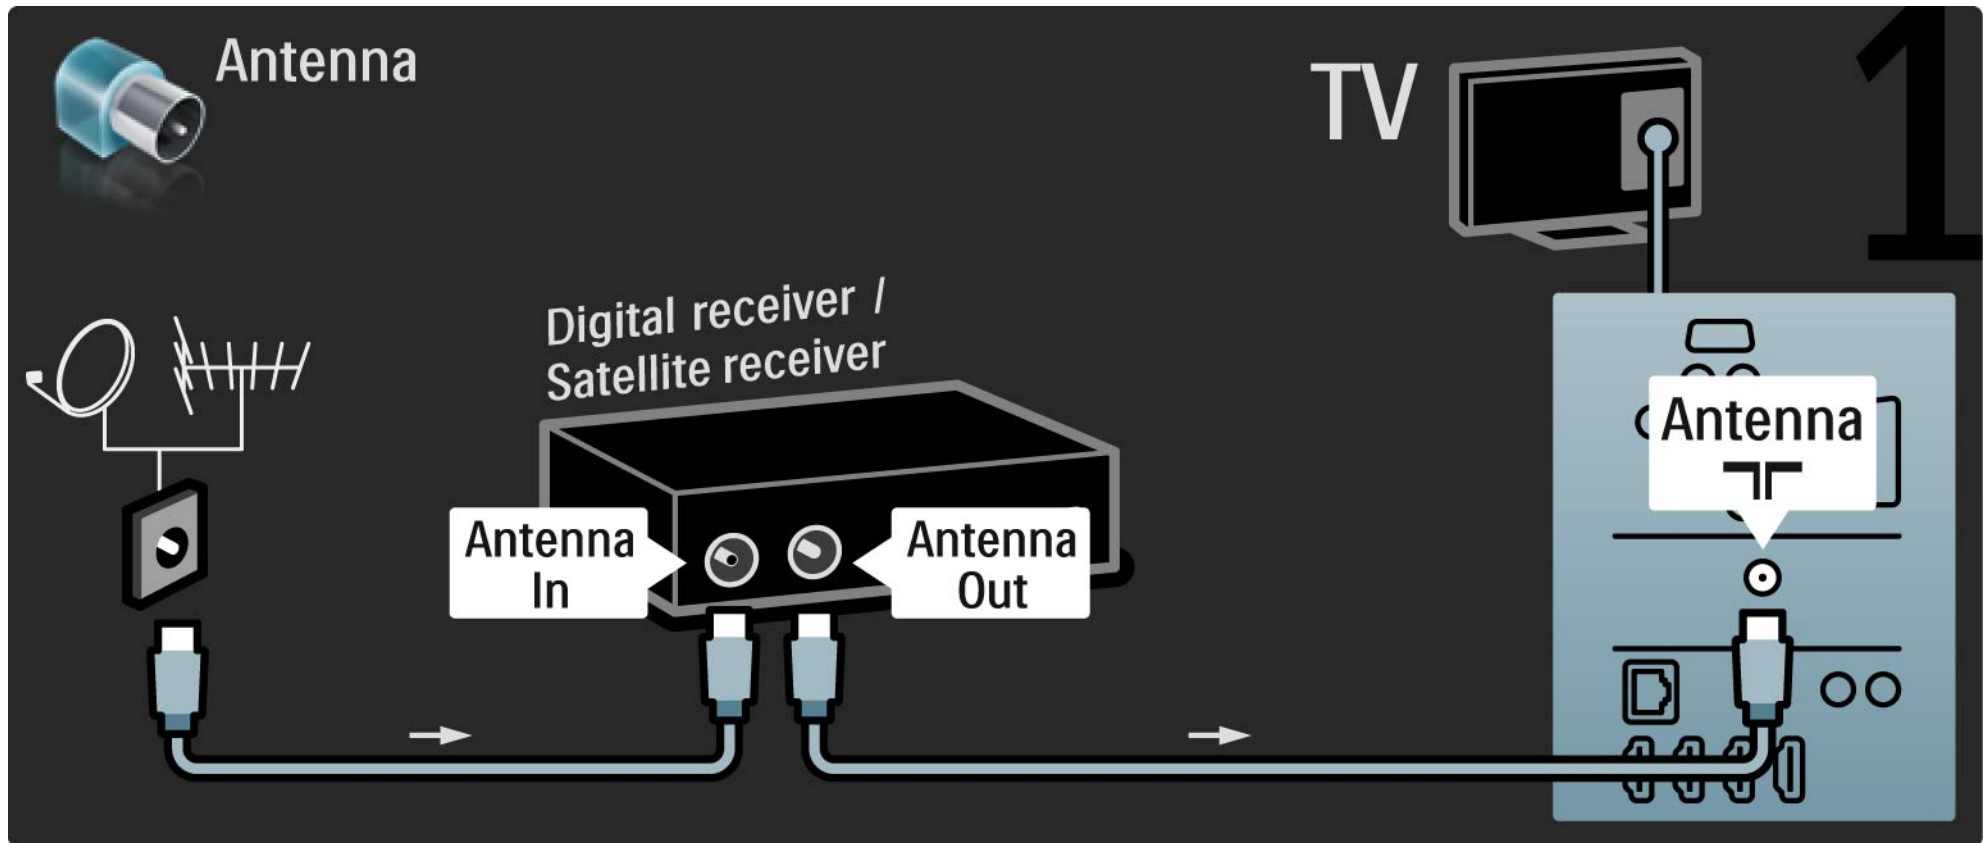 Antenna
TV
1
Digital receiver /
Satellite receiver
Antenna
In
Antenna
Out
Antenna